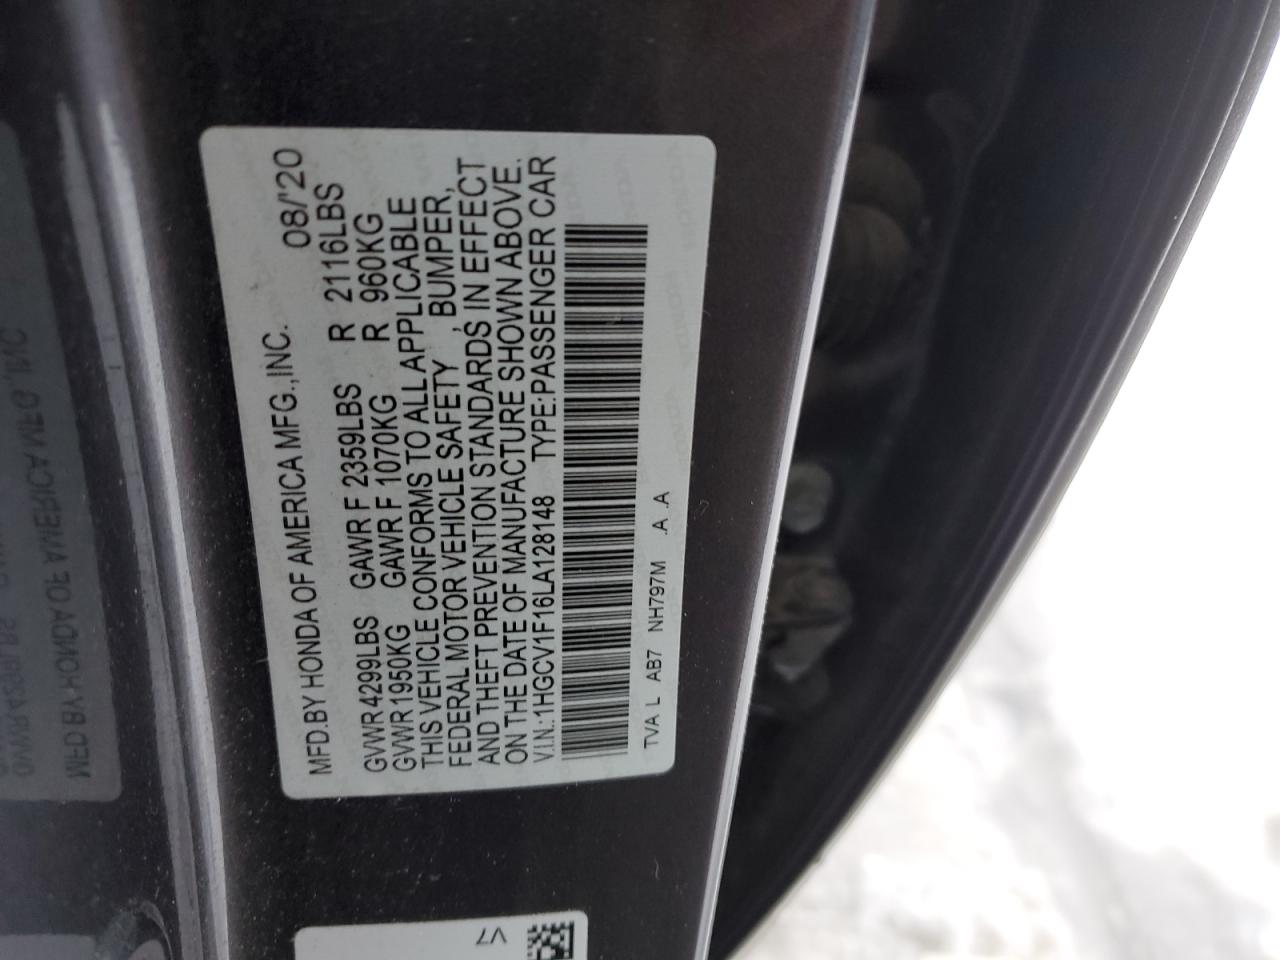 MFD.BY HONDA OF AMERICA MFG.,INC. 08/'20
GVWR 4299LBS GAWR F 2359LBS R 2116LBS
GVWR 1950KG GAWR F 1070KG R 960KG
THIS VEHICLE CONFORMS TO ALL APPLICABLE
FEDERAL MOTOR VEHICLE SAFETY , BUMPER,
AND THEFT PREVENTION STANDARDS IN EFFECT
ON THE DATE OF MANUFACTURE SHOWN ABOVE.
V.I.N.:1HGCV1F16LA128148 TYPE:PASSENGER CAR
TVA L AB7 NH797M .A .A